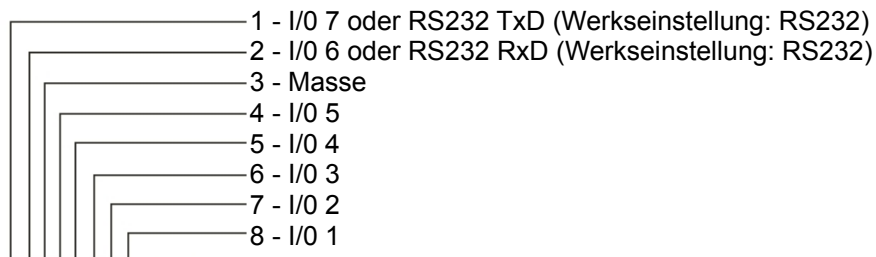 1 - I/0 7 oder RS232 TxD (Werkseinstellung: RS232)
2 - I/0 6 oder RS232 RxD (Werkseinstellung: RS232)
3 - Masse
4 - I/0 5
5 - I/0 4
6 - I/0 3
7 - I/0 2
8 - I/0 1